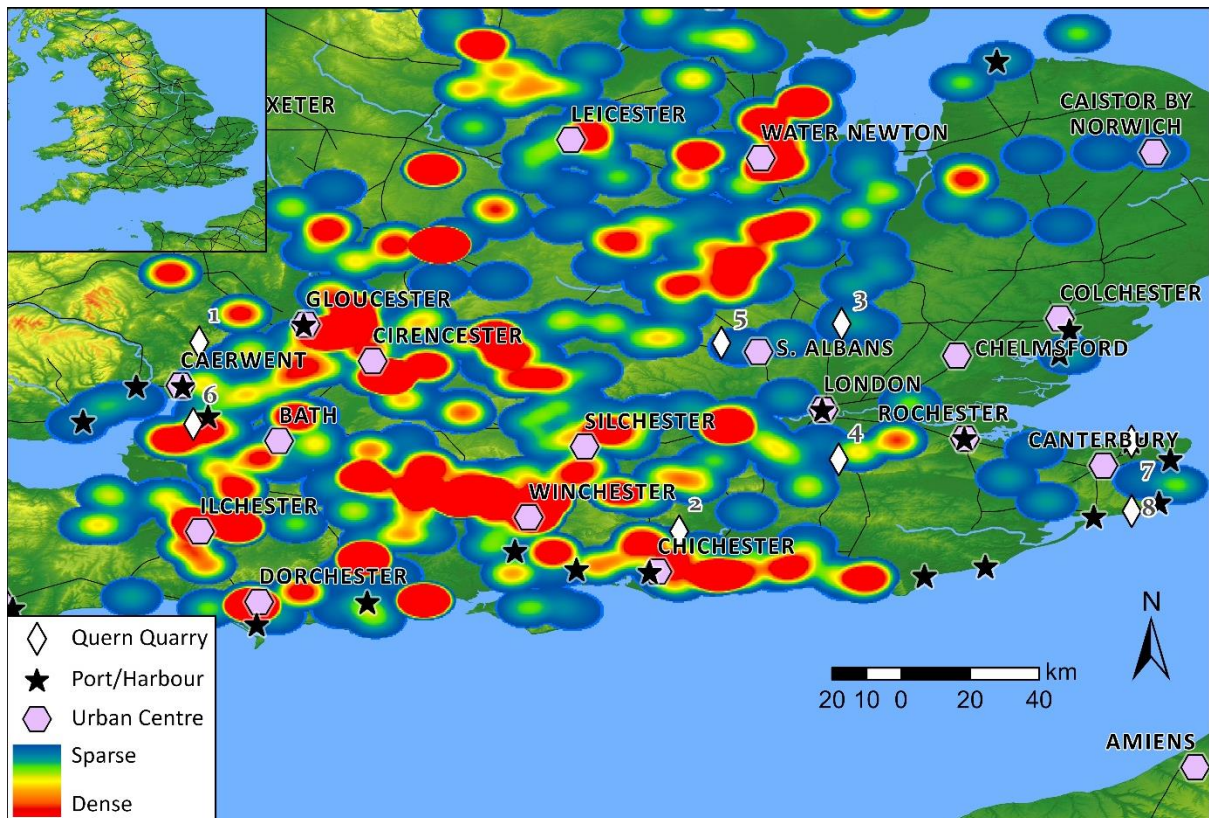 XETER
LEICESTER
WATER NEWTON
CAISTOR BY
NORWICH
1
GLOUCESTER
CIRENCESTER
CAERWENT
6
BATH
5
S. ALBANS
3
COLCHESTER
CHELMSFORD
LONDON
ROCHESTER
4
CANTERBURY
7
8
SILCHESTER
ILCHESTER
WINCHESTER
2
CHICHESTER
DORCHESTER
AMIENS
N
km
20 10 0 20 40
Quern Quarry
Port/Harbour
Urban Centre
Sparse
Dense